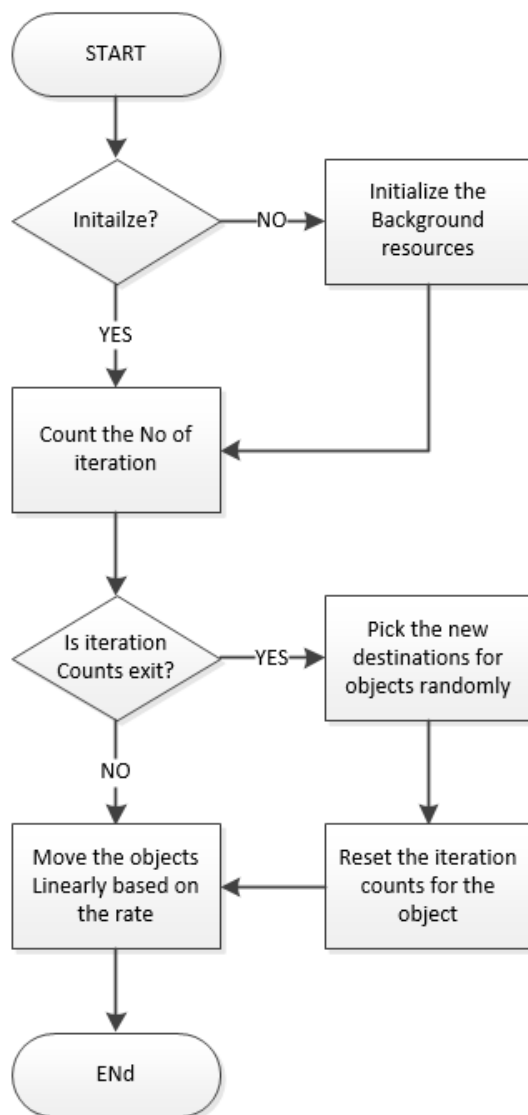 START
Initailze?
NO
Initialize the
Background
resources
YES
Count the No of
iteration
Is iteration
Counts exit?
YES
Pick the new
destinations for
objects randomly
NO
Move the objects
Linearly based on
the rate
Reset the iteration
counts for the
object
ENd